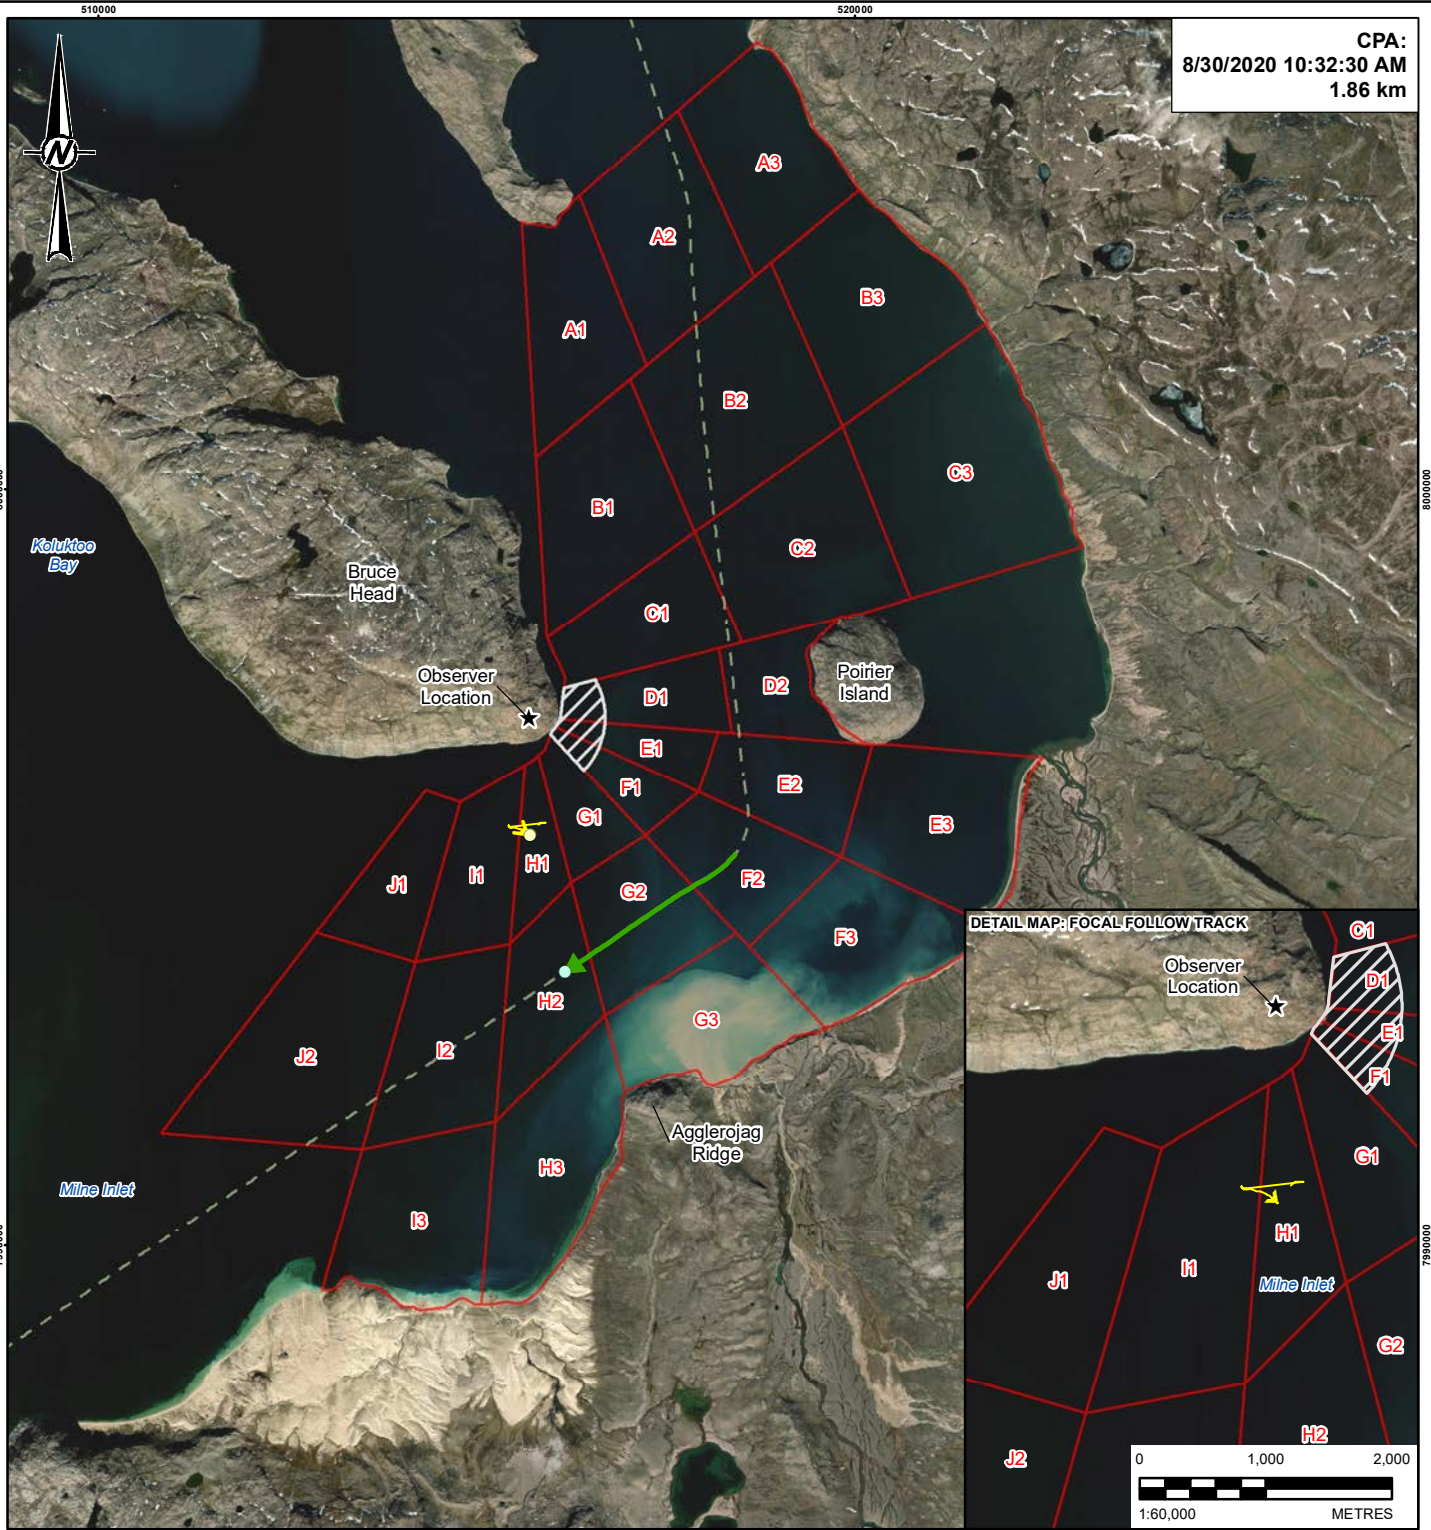 510000
520000
CPA:
8/30/2020 10:32:30 AM
1.86 km
N
A3
A2
B3
A1
B2
C3
8000000
B1
C2
Koluktoo
Bay
Bruce
Head
C1
Observer
Location
Poirier
Island
D1
D2
E1
E2
F1
G1
E3
H1
I1
J1
G2
F2
F3
H2
G3
I2
J2
Agglerojag
Ridge
H3
Milne Inlet
I3
7990000
DETAIL MAP: FOCAL FOLLOW TRACK
C1
Observer
Location
D1
E1
F1
G1
H1
I1
J1
Milne Inlet
G2
H2
J2
0 1,000 2,000
1:60,000 METRES